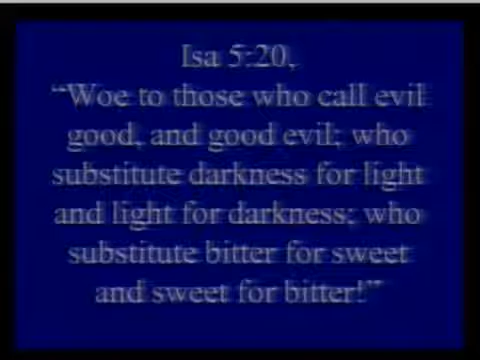 Isa 5:20,
“Woe to those who call evil
good, and good evil; who
substitute darkness for light
and light for darkness; who
substitute bitter for sweet
and sweet for bitter!”